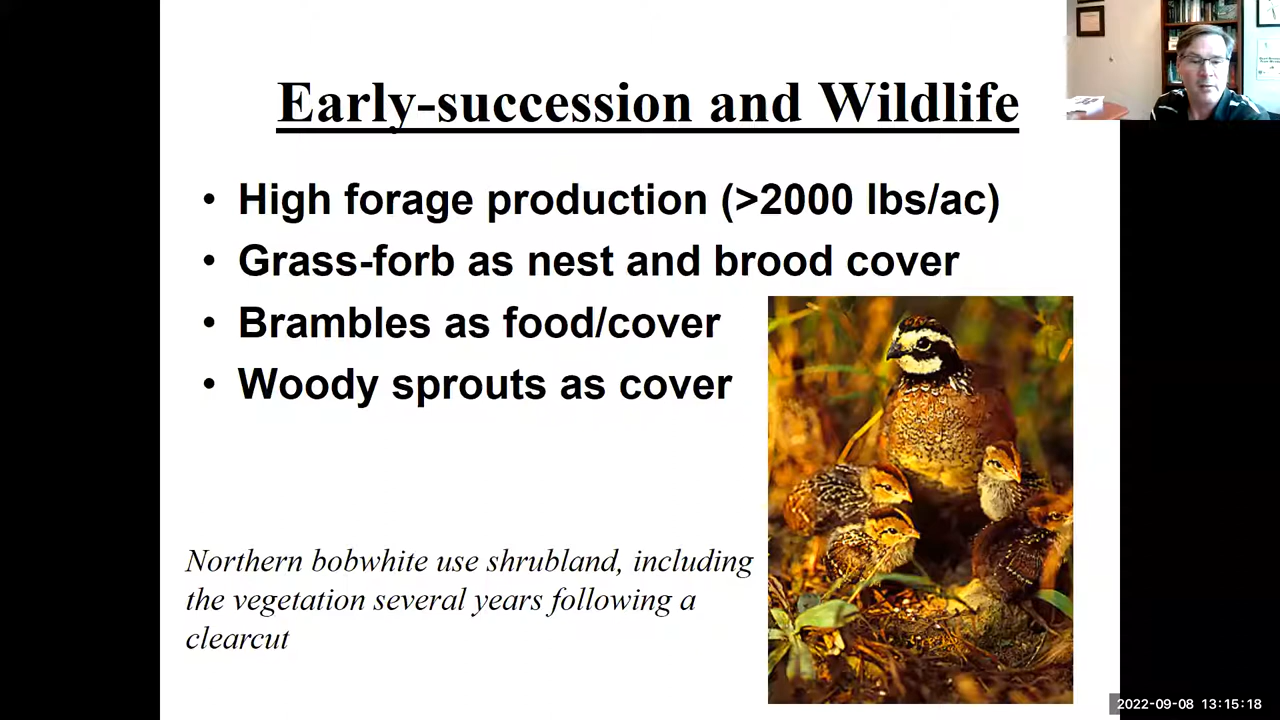 Early-succession and Wildlife
• High forage production (>2000 lbs/ac)
• Grass-forb as nest and brood cover
• Brambles as food/cover
• Woody sprouts as cover
Northern bobwhite use shrubland, including
the vegetation several years following a
clearcut
2022-09-08 13:15:18